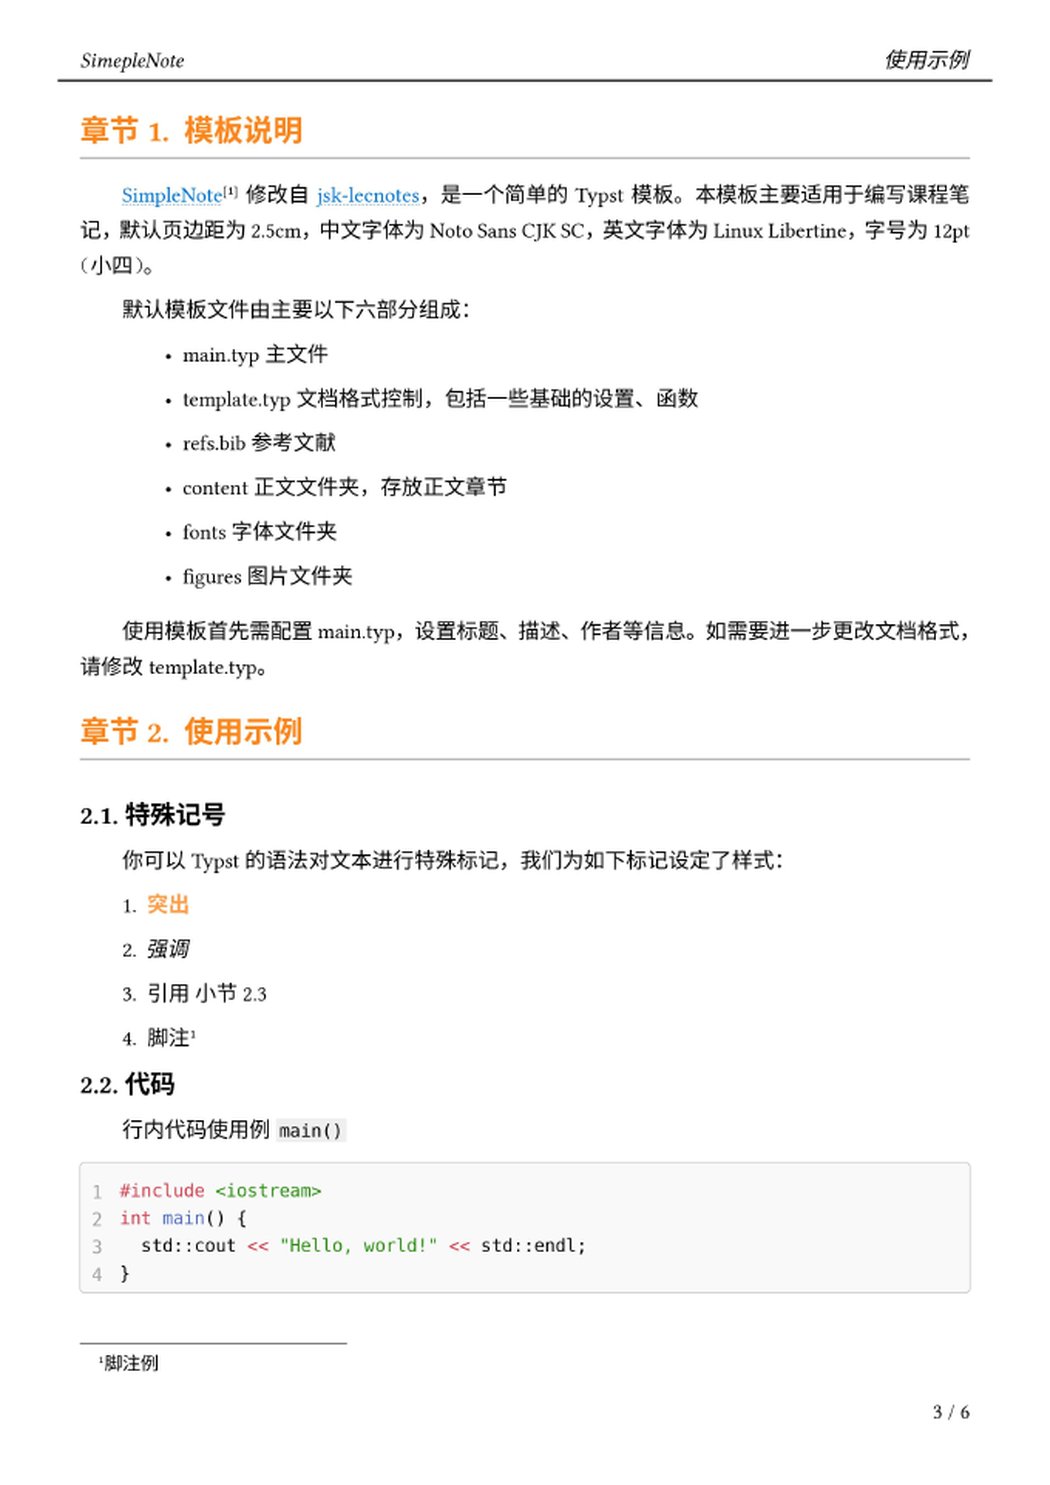 SimepleNote 使用示例
章节 1. 模板说明
SimpleNote[1] 修改自 jsk-lecnotes，是一个简单的 Typst 模板。本模板主要适用于编写课程笔
记，默认页边距为 2.5cm，中文字体为 Noto Sans CJK SC，英文字体为 Linux Libertine，字号为 12pt
（小四）。
默认模板文件由主要以下六部分组成：
• main.typ 主文件
• template.typ 文档格式控制，包括一些基础的设置、函数
• refs.bib 参考文献
• content 正文文件夹，存放正文章节
• fonts 字体文件夹
• figures 图片文件夹
使用模板首先需配置 main.typ，设置标题、描述、作者等信息。如需要进一步更改文档格式，
请修改 template.typ。
章节 2. 使用示例
2.1. 特殊记号
你可以 Typst 的语法对文本进行特殊标记，我们为如下标记设定了样式：
1. 突出
2. 强调
3. 引用 小节 2.3
4. 脚注¹
2.2. 代码
行内代码使用例 main()
1 #include <iostream>
2 int main() {
3   std::cout << "Hello, world!" << std::endl;
4 }
¹脚注例
3 / 6